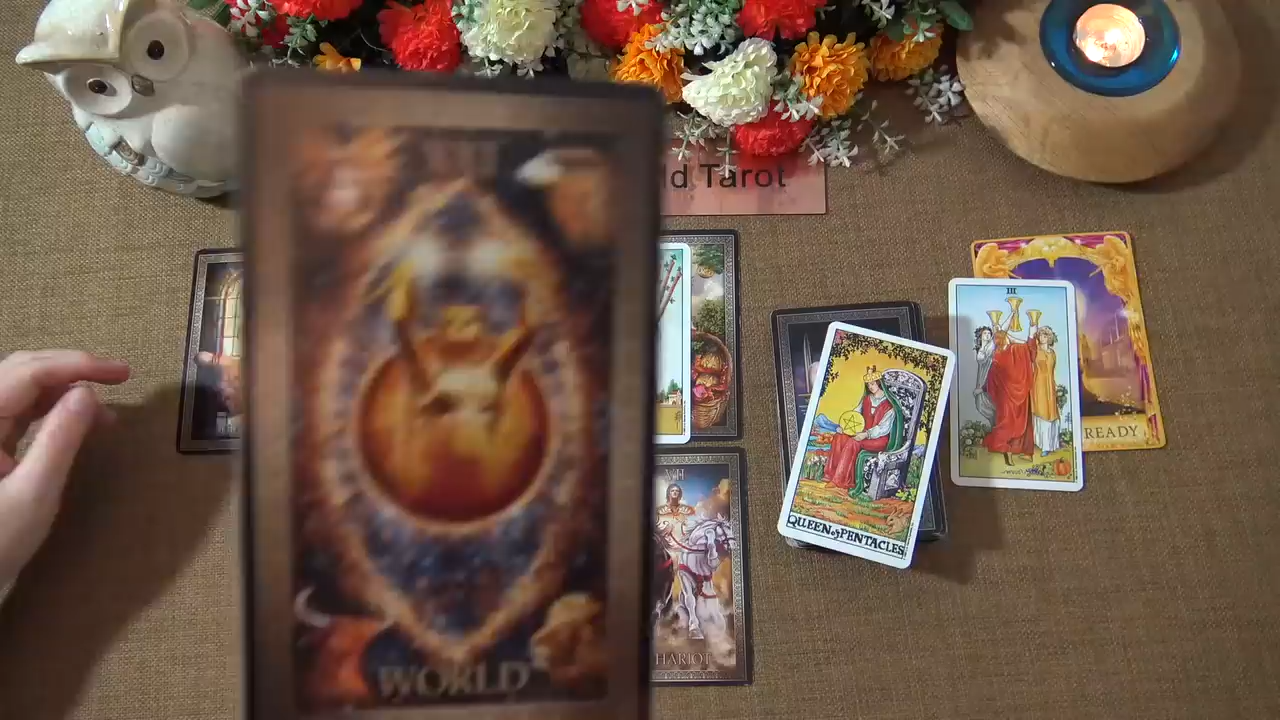 ld Tarot
III
READY
QUEEN of PENTACLES
VII
HARIOT
WORLD